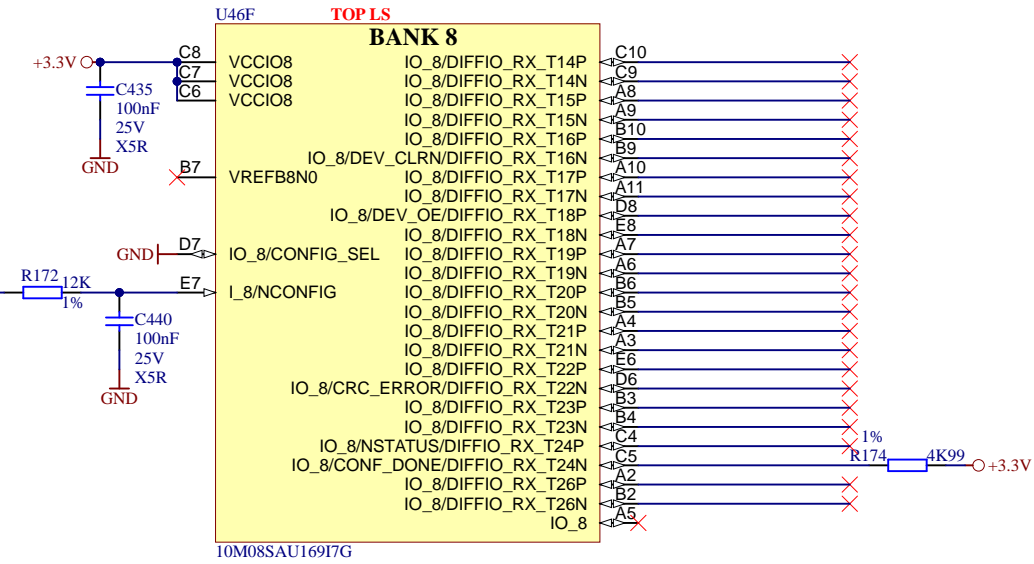 U46F TOP LS
BANK 8
+3.3V C8 VCCIO8 IO_8/DIFFIO_RX_T14P C10
C7 VCCIO8 IO_8/DIFFIO_RX_T14N C9
C6 VCCIO8 IO_8/DIFFIO_RX_T15P A8
C435
100nF
25V
X5R
GND
IO_8/DIFFIO_RX_T15N A9
IO_8/DIFFIO_RX_T16P B10
IO_8/DEV_CLRN/DIFFIO_RX_T16N B9
B7 VREFB8N0 IO_8/DIFFIO_RX_T17P A10
IO_8/DIFFIO_RX_T17N A11
IO_8/DEV_OE/DIFFIO_RX_T18P D8
IO_8/DIFFIO_RX_T18N E8
GND D7 IO_8/CONFIG_SEL IO_8/DIFFIO_RX_T19P A7
IO_8/DIFFIO_RX_T19N A6
R172 12K
1%
E7 I_8/NCONFIG IO_8/DIFFIO_RX_T20P B6
IO_8/DIFFIO_RX_T20N B5
C440
100nF
25V
X5R
GND
IO_8/DIFFIO_RX_T21P A4
IO_8/DIFFIO_RX_T21N A3
IO_8/DIFFIO_RX_T22P E6
IO_8/CRC_ERROR/DIFFIO_RX_T22N D6
IO_8/DIFFIO_RX_T23P B3
IO_8/DIFFIO_RX_T23N B4
IO_8/NSTATUS/DIFFIO_RX_T24P C4
1%
R174 4K99
IO_8/CONF_DONE/DIFFIO_RX_T24N C5 +3.3V
IO_8/DIFFIO_RX_T26P A2
IO_8/DIFFIO_RX_T26N B2
IO_8 A5
10M08SAU169I7G